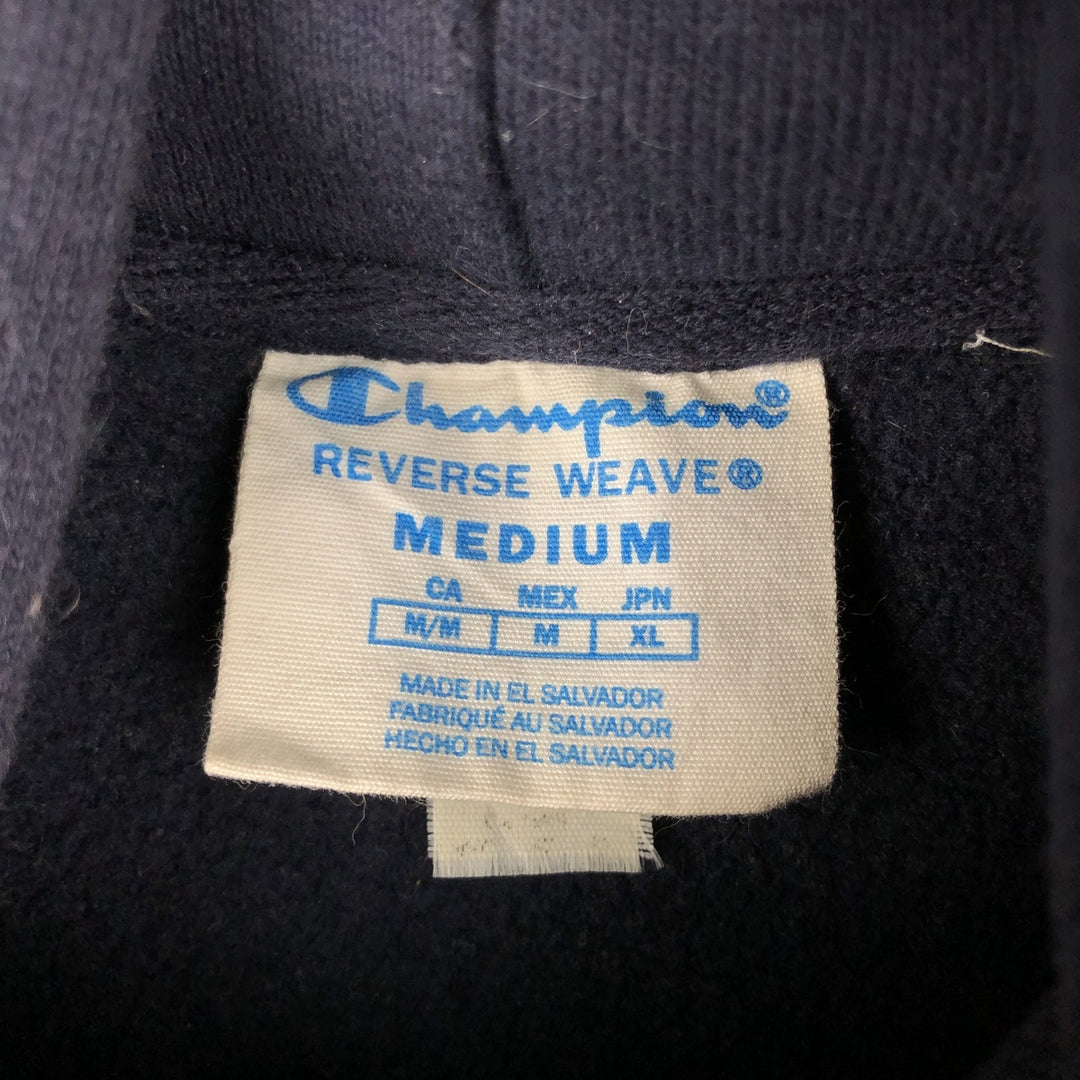 Champion®
REVERSE WEAVE®
MEDIUM
CA MEX JPN
M/M M XL
MADE IN EL SALVADOR
FABRIQUÉ AU SALVADOR
HECHO EN EL SALVADOR